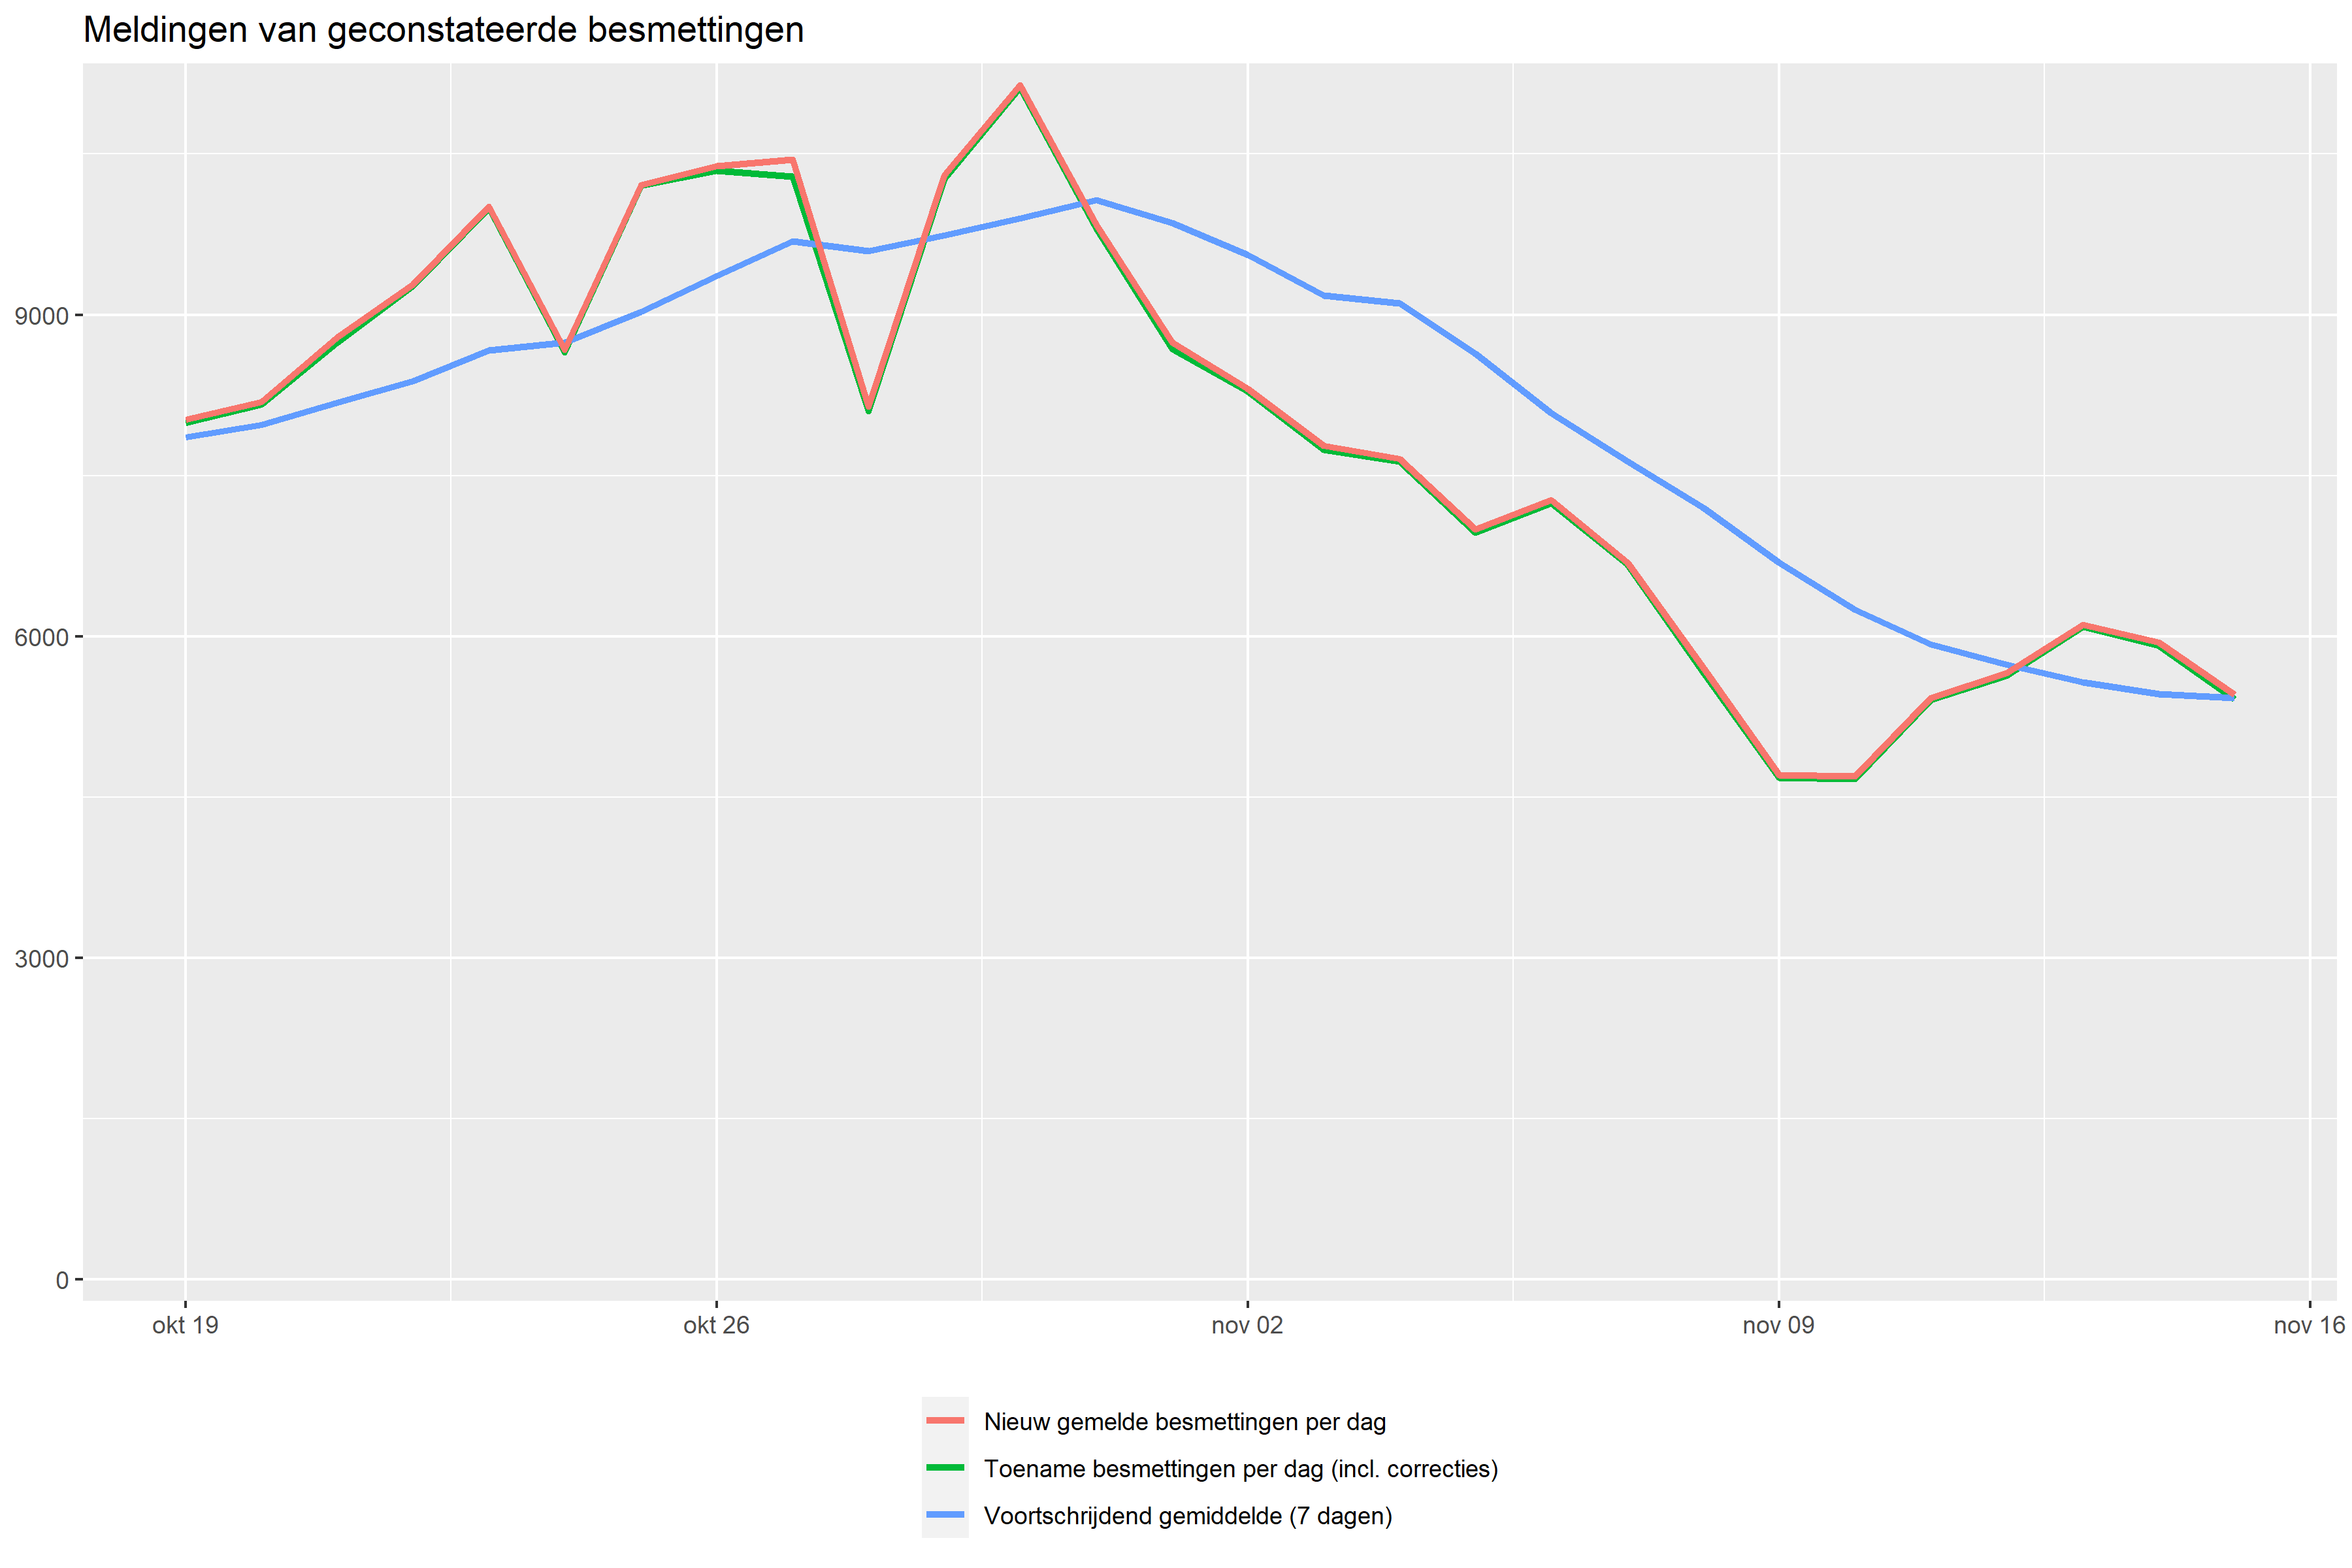 Meldingen van geconstateerde besmettingen
9000
6000
3000
0
okt 19 okt 26 nov 02 nov 09 nov 16
Nieuw gemelde besmettingen per dag
Toename besmettingen per dag (incl. correcties)
Voortschrijdend gemiddelde (7 dagen)